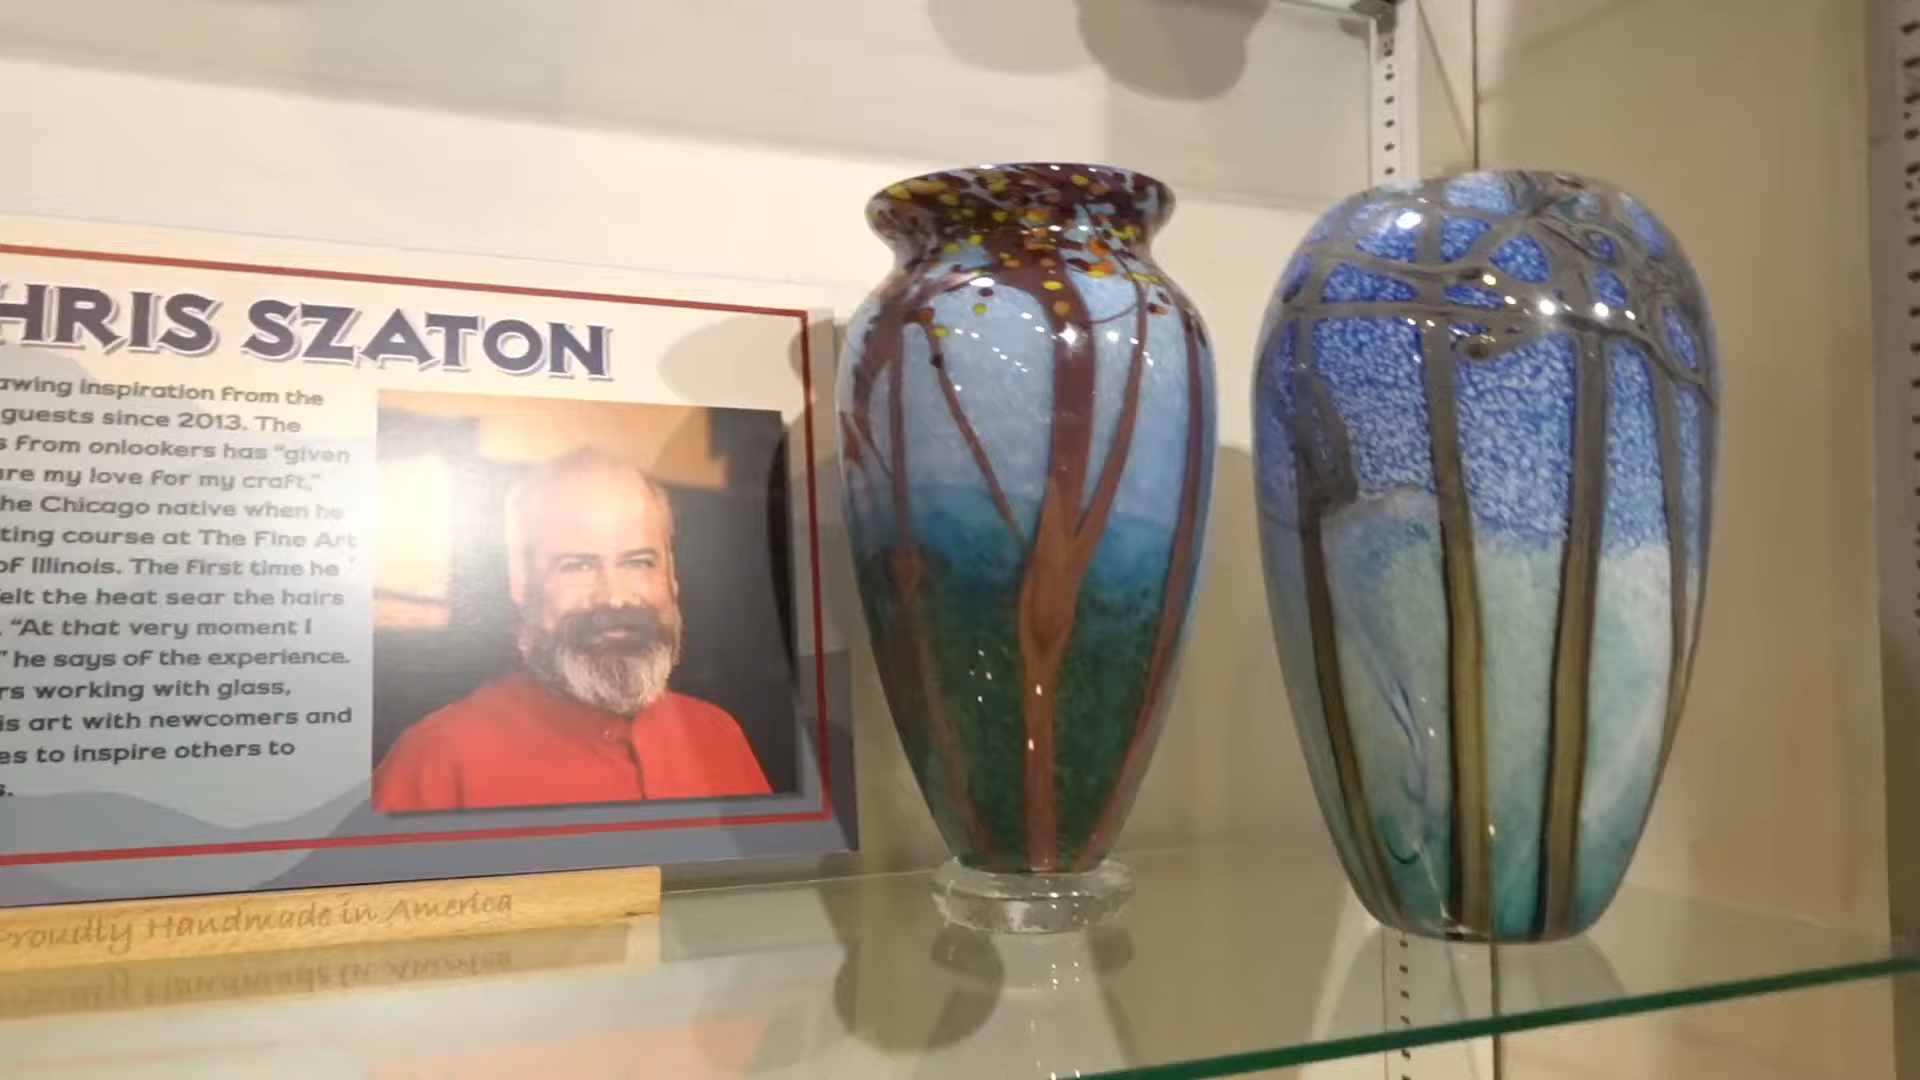 HRIS SZATON
awing inspiration from the
guests since 2013. The
s from onlookers has “given
are my love for my craft,”
he Chicago native when he
ting course at The Fine Art
of Illinois. The first time he
elt the heat sear the hairs
. “At that very moment I
” he says of the experience.
rs working with glass,
is art with newcomers and
es to inspire others to
s.
Proudly Handmade in America